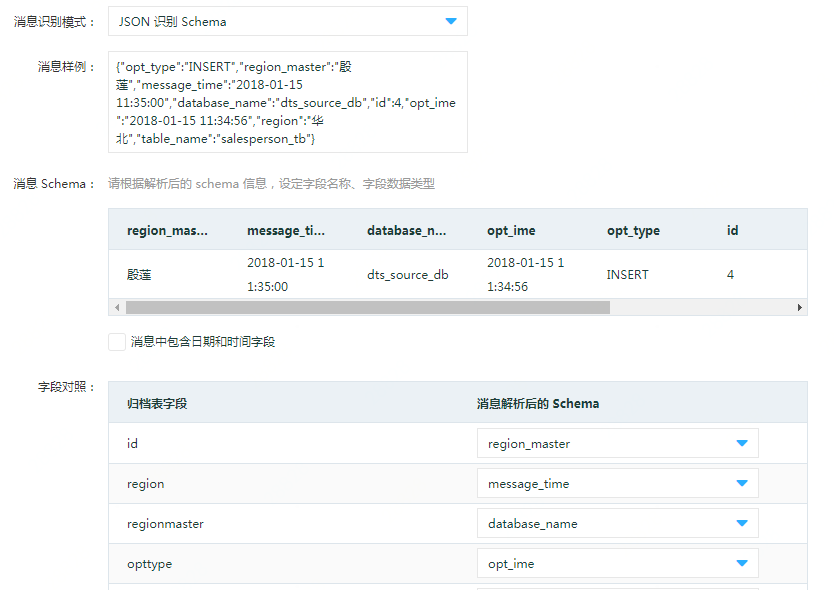 消息识别模式： JSON 识别 Schema
消息样例： {"opt_type":"INSERT","region_master":"殷
莲","message_time":"2018-01-15
11:35:00","database_name":"dts_source_db","id":4,"opt_ime
":"2018-01-15 11:34:56","region":"华
北","table_name":"salesperson_tb"}
消息 Schema： 请根据解析后的 schema 信息，设定字段名称、字段数据类型
region_mas... message_ti... database_n... opt_ime opt_type id
殷莲 2018-01-15 1 dts_source_db 2018-01-15 1 INSERT 4
1:35:00 1:34:56
消息中包含日期和时间字段
字段对照：
归档表字段 消息解析后的 Schema
id region_master
region message_time
regionmaster database_name
opttype opt_ime